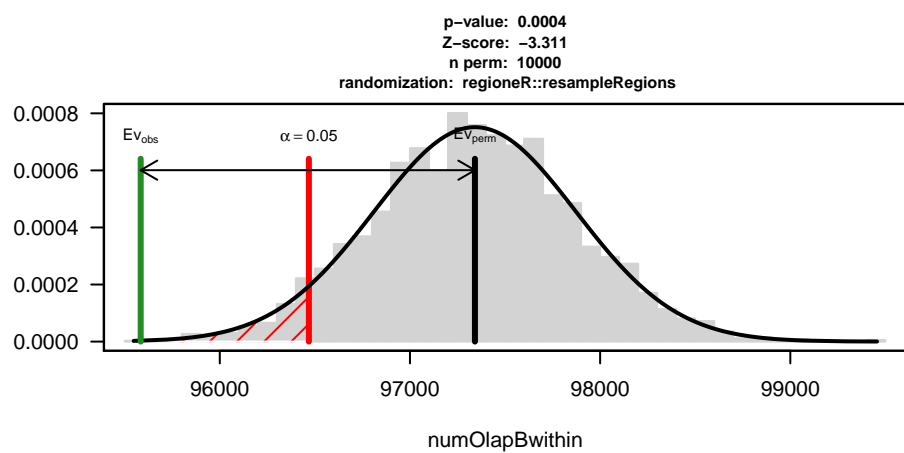 p−value: 0.0004
Z−score: −3.311
n perm: 10000
randomization: regioneR::resampleRegions
0.0008
Ev_obs
α = 0.05
Ev_perm
0.0006
0.0004
0.0002
0.0000
96000 97000 98000 99000
numOlapBwithin